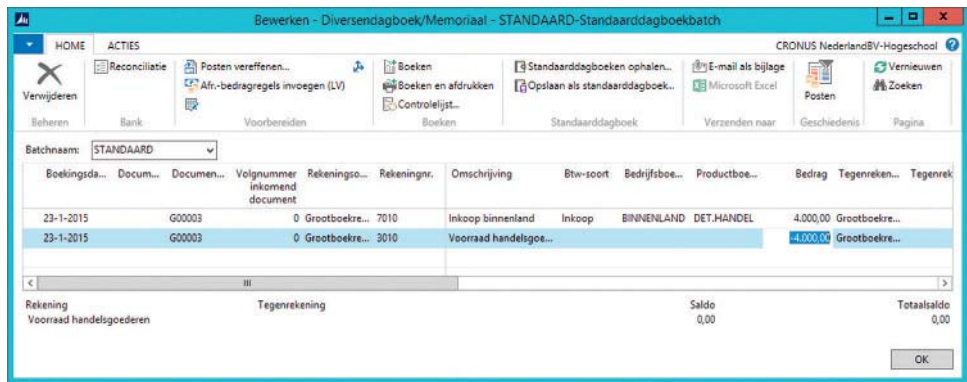 Bewerken - Diversendagboek/Memoriaal - STANDAARD-Standaarddagboekbatch
HOME ACTIES CRONUS NederlandBV-Hogeschool
Verwijderen
Reconciliatie
Posten vereffenen...
Afr.-bedragregels invoegen (LV)
Boeken
Boeken en afdrukken
Controlelijst...
Standaarddagboeken ophalen...
Opslaan als standaarddagboek...
E-mail als bijlage
Microsoft Excel
Posten
Vernieuwen
Zoeken
Beheren Bank Voorbereiden Boeken Standaarddagboek Verzenden naar Geschiedenis Pagina
Batchnaam: STANDAARD
Boekingsda... Docum... Documen... Volgnummer inkomend document Rekeningso... Rekeningnr. Omschrijving Btw-soort Bedrijfsboe... Productboe... Bedrag Tegenreken... Tegenrek
23-1-2015 G00003 0 Grootboekre... 7010 Inkoop binnenland Inkoop BINNENLAND DET.HANDEL 4.000,00 Grootboekre...
23-1-2015 G00003 0 Grootboekre... 3010 Voorraad handelsgoe... -4.000,00 Grootboekre...
Rekening Tegenrekening Saldo Totaalsaldo
Voorraad handelsgoederen 0,00 0,00
OK